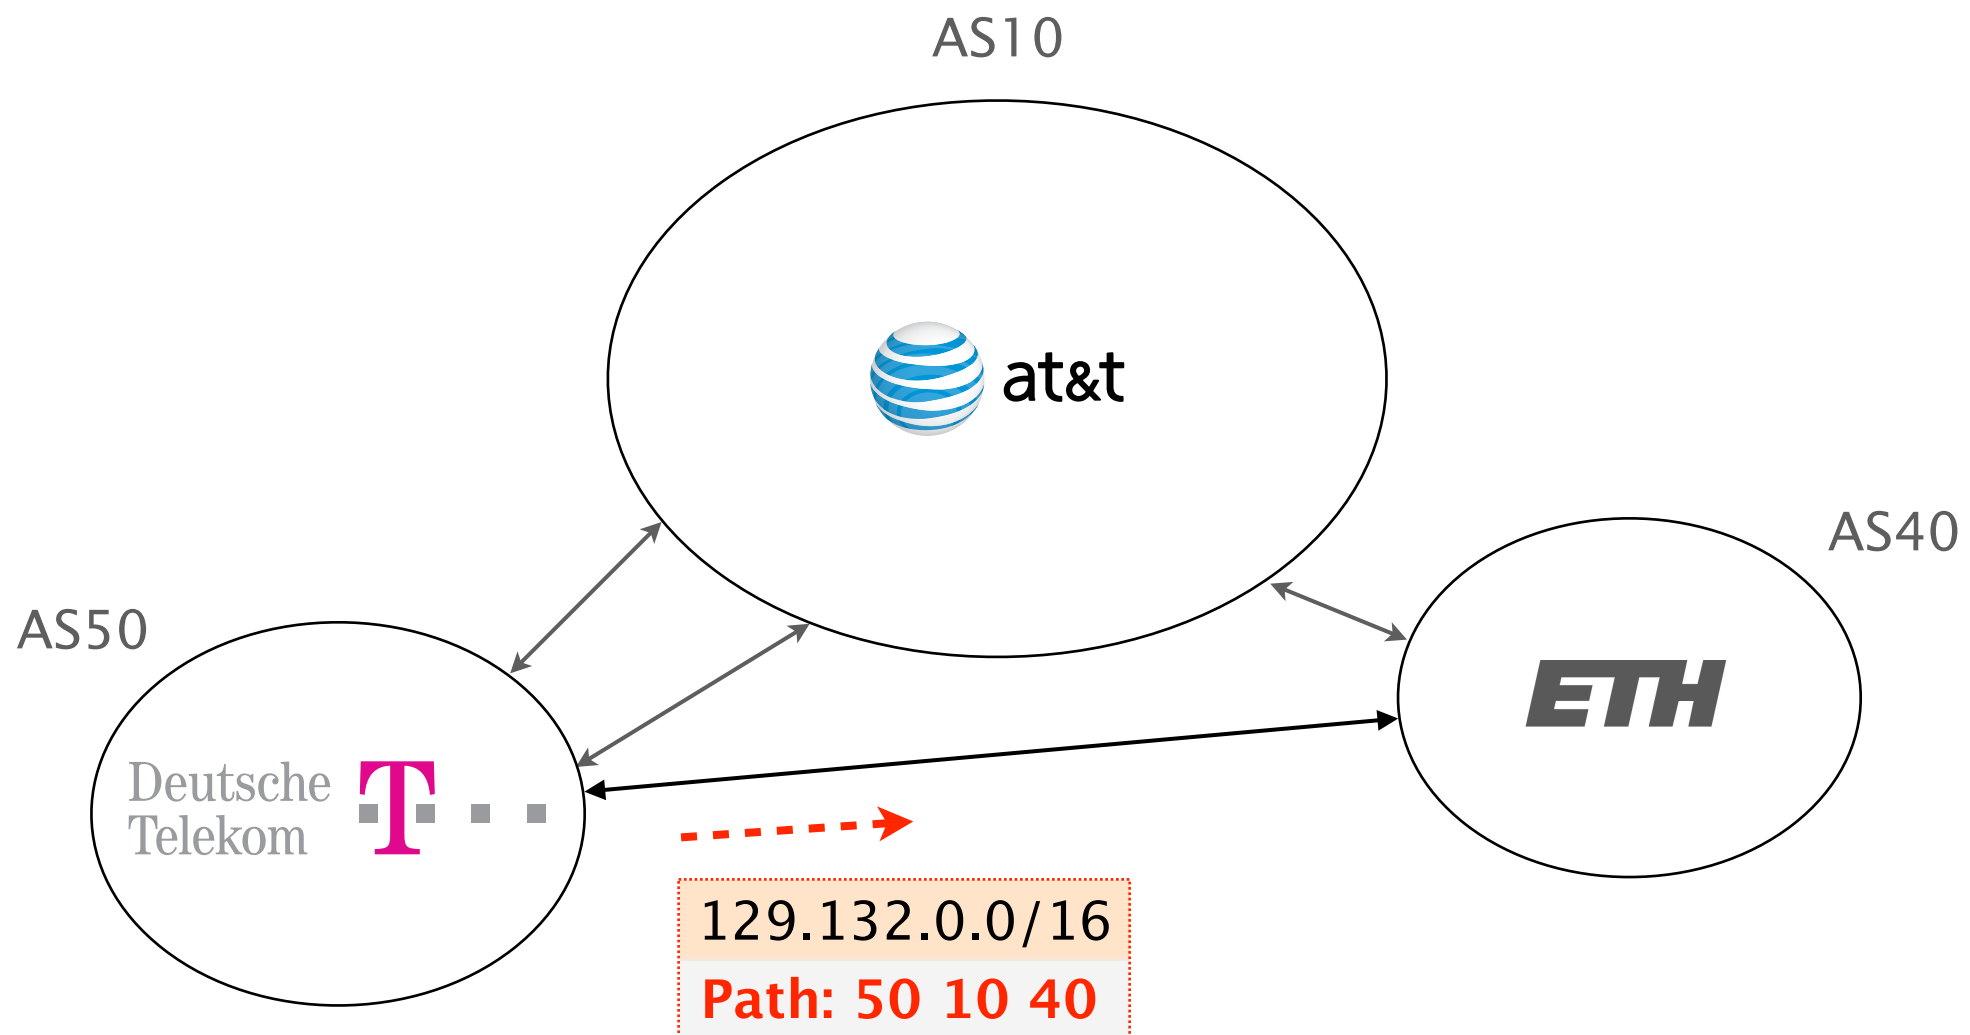 AS10
at&t
AS40
AS50
ETH
Deutsche
Telekom
T
129.132.0.0/16
Path: 50 10 40